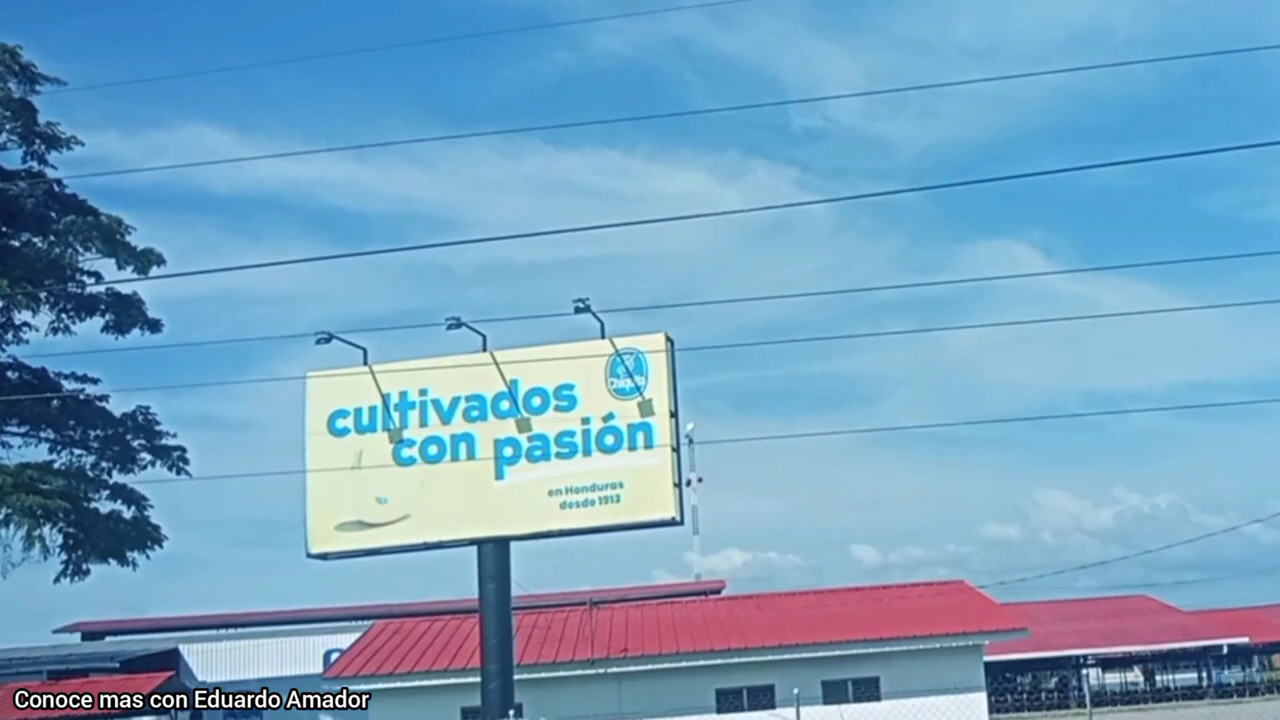 Chiquita
cultivados
con pasión
en Honduras
desde 1913
Conoce mas con Eduardo Amador